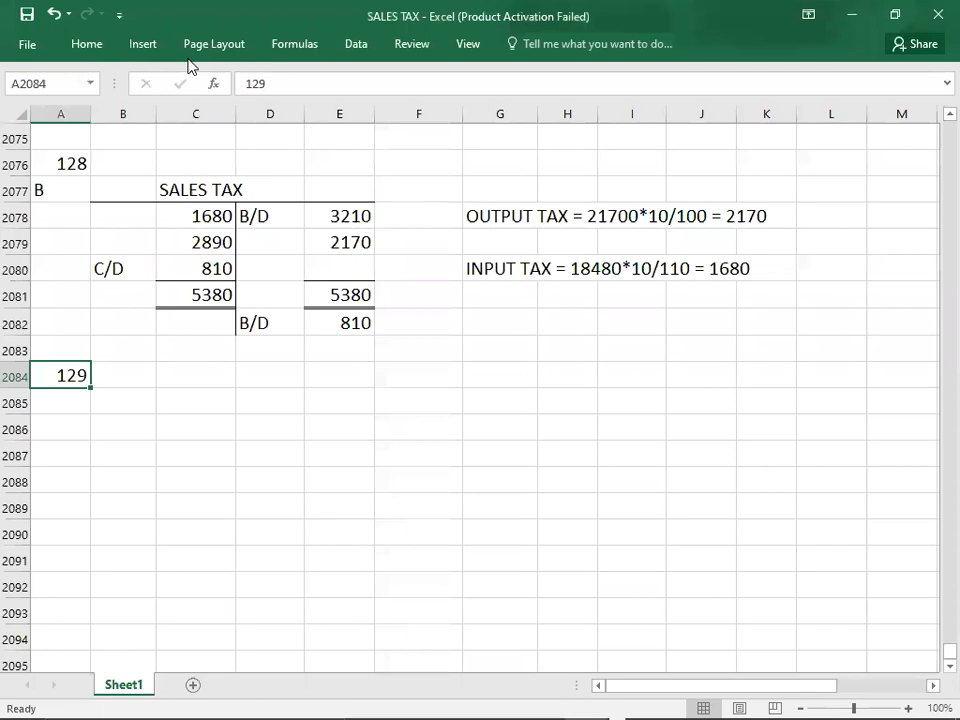 SALES TAX - Excel (Product Activation Failed)
File Home Insert Page Layout Formulas Data Review View Tell me what you want to do... Share
A2084 fx 129
A B C D E F G H I J K L M
2075
2076 128
2077 B SALES TAX
2078 1680 B/D 3210 OUTPUT TAX = 21700*10/100 = 2170
2079 2890 2170
2080 C/D 810 INPUT TAX = 18480*10/110 = 1680
2081 5380 5380
2082 B/D 810
2083
2084 129
2085
2086
2087
2088
2089
2090
2091
2092
2093
2094
2095
Sheet1
Ready 100%